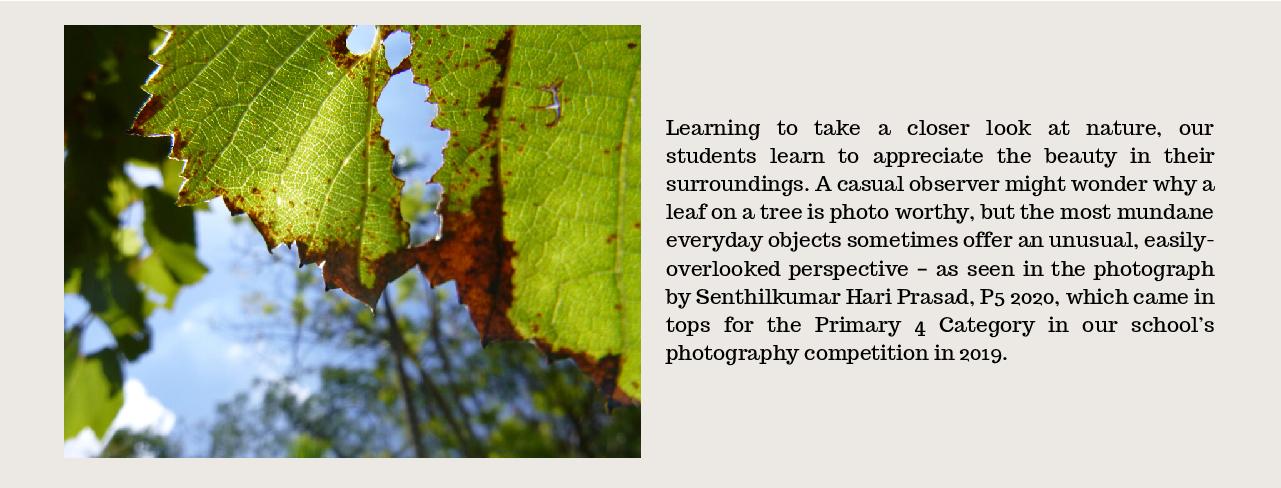 Learning to take a closer look at nature, our
students learn to appreciate the beauty in their
surroundings. A casual observer might wonder why a
leaf on a tree is photo worthy, but the most mundane
everyday objects sometimes offer an unusual, easily-
overlooked perspective – as seen in the photograph
by Senthilkumar Hari Prasad, P5 2020, which came in
tops for the Primary 4 Category in our school's
photography competition in 2019.